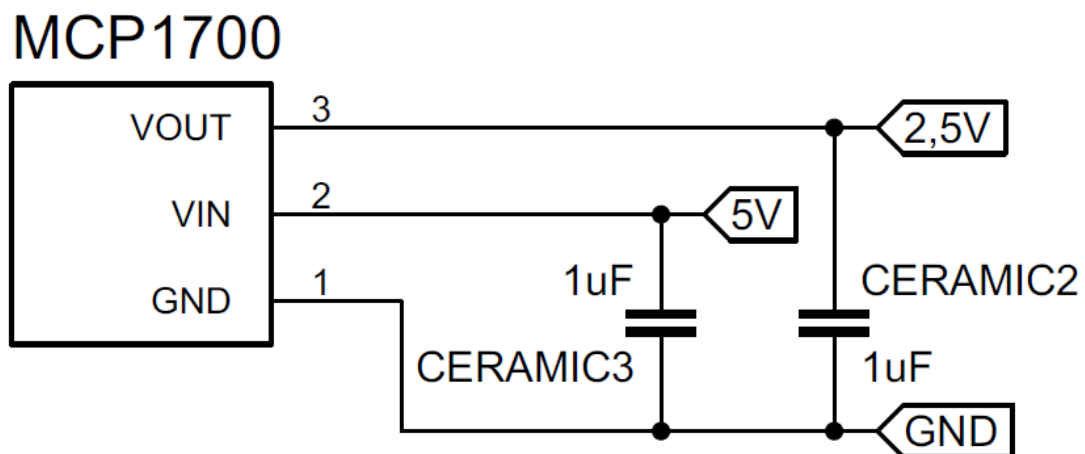 MCP1700
VOUT
3
2,5V
VIN
2
5V
GND
1
1uF
CERAMIC2
CERAMIC3
1uF
GND